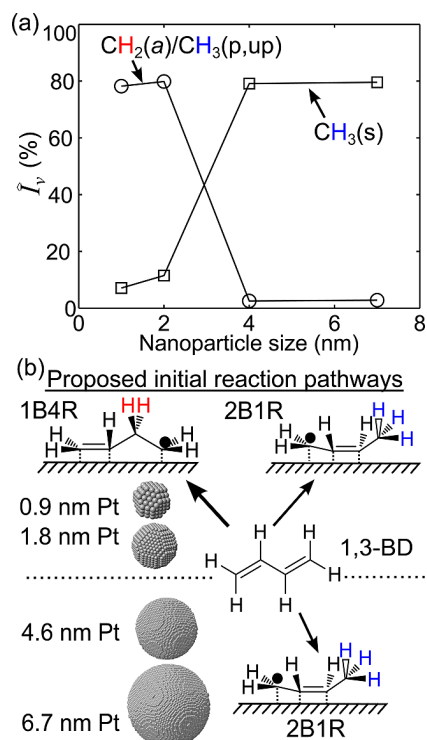 (a)
100
80
60
40
20
0
Î_ν (%)
CH₂(a)/CH₃(p,up)
CH₃(s)
0 2 4 6 8
Nanoparticle size (nm)
(b)
Proposed initial reaction pathways
1B4R
HH
H H H H H
2B1R
H H H H H H H
0.9 nm Pt
1.8 nm Pt
H H H H H H
1,3-BD
4.6 nm Pt
6.7 nm Pt
H H H H H H H
2B1R